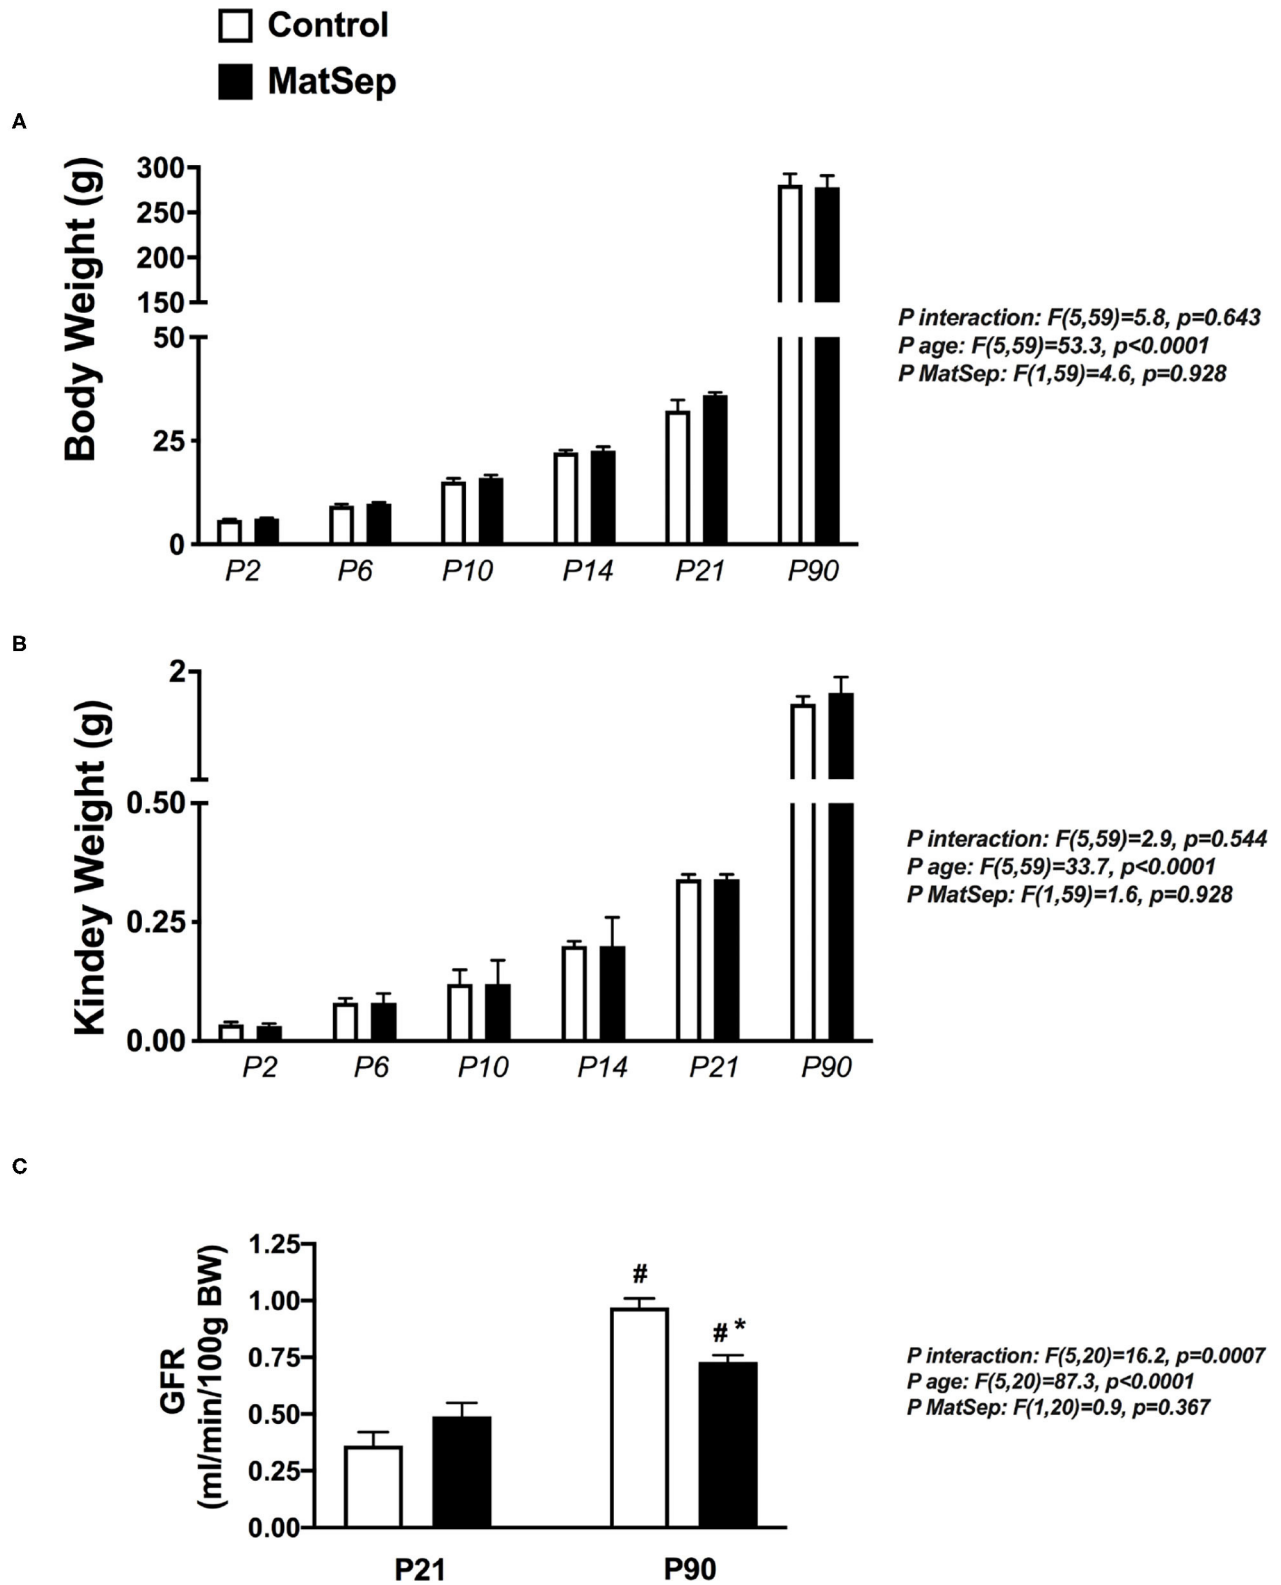 Control
MatSep
A
Body Weight (g)
300
250
200
150
50
25
0
P2 P6 P10 P14 P21 P90
P interaction: F(5,59)=5.8, p=0.643
P age: F(5,59)=53.3, p<0.0001
P MatSep: F(1,59)=4.6, p=0.928
B
Kindey Weight (g)
2
0.50
0.25
0.00
P2 P6 P10 P14 P21 P90
P interaction: F(5,59)=2.9, p=0.544
P age: F(5,59)=33.7, p<0.0001
P MatSep: F(1,59)=1.6, p=0.928
C
GFR
(ml/min/100g BW)
1.25
1.00
0.75
0.50
0.25
0.00
#
# *
P21 P90
P interaction: F(5,20)=16.2, p=0.0007
P age: F(5,20)=87.3, p<0.0001
P MatSep: F(1,20)=0.9, p=0.367